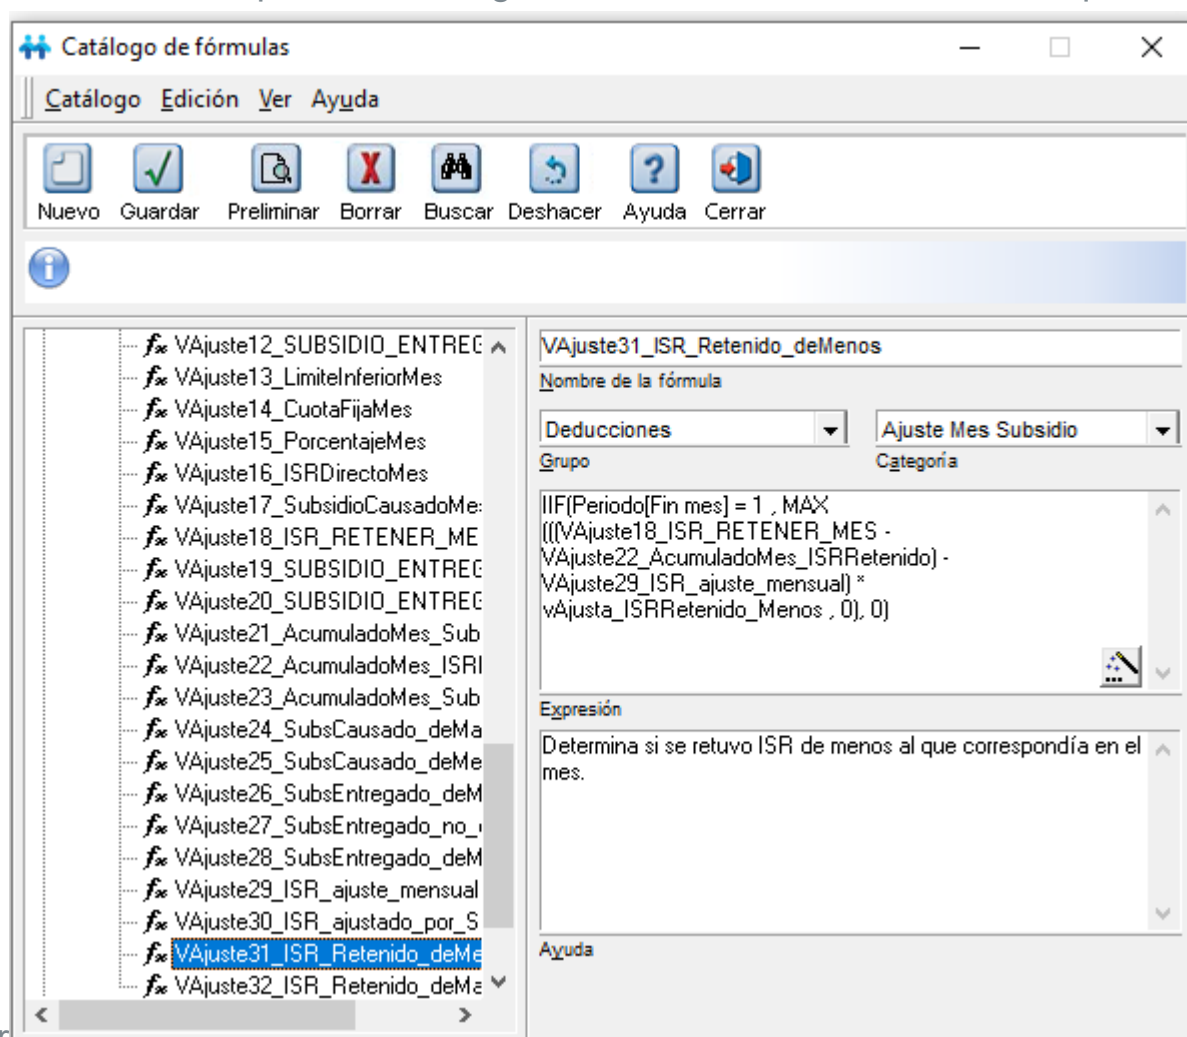 Catálogo de fórmulas
Catálogo Edición Ver Ayuda
Nuevo Guardar Preliminar Borrar Buscar Deshacer Ayuda Cerrar
VAjuste12_SUBSIDIO_ENTREG
VAjuste13_LimiteInferiorMes
VAjuste14_CuotaFijaMes
VAjuste15_PorcentajeMes
VAjuste16_ISRDirectoMes
VAjuste17_SubsidioCausadoMe
VAjuste18_ISR_RETENER_ME
VAjuste19_SUBSIDIO_ENTREG
VAjuste20_SUBSIDIO_ENTREG
VAjuste21_AcumuladoMes_Sub
VAjuste22_AcumuladoMes_ISRI
VAjuste23_AcumuladoMes_Sub
VAjuste24_SubsCausado_deMa
VAjuste25_SubsCausado_deMe
VAjuste26_SubsEntregado_deM
VAjuste27_SubsEntregado_no_
VAjuste28_SubsEntregado_deM
VAjuste29_ISR_ajuste_mensual
VAjuste30_ISR_ajustado_por_S
VAjuste31_ISR_Retenido_deMe
VAjuste32_ISR_Retenido_deMa
VAjuste31_ISR_Retenido_deMenos
Nombre de la fórmula
Deducciones Ajuste Mes Subsidio
Grupo Categoría
IIF(Periodo[Fin mes] = 1 , MAX
(((VAjuste18_ISR_RETENER_MES -
VAjuste22_AcumuladoMes_ISRRetenido) -
VAjuste29_ISR_ajuste_mensual) *
vAjusta_ISRRetenido_Menos , 0), 0)
Expresión
Determina si se retuvo ISR de menos al que correspondía en el
mes.
Ayuda